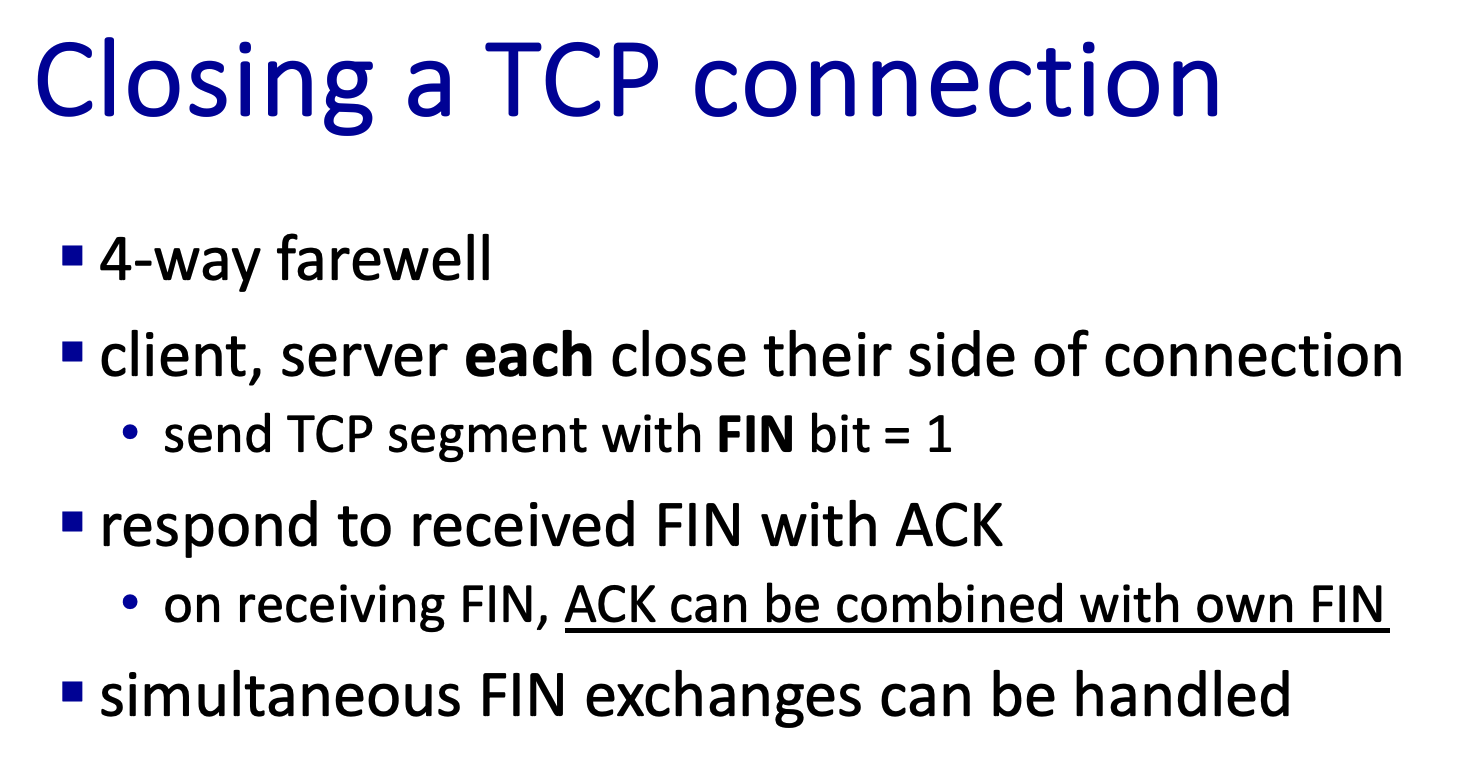 Closing a TCP connection
▪ 4-way farewell
▪ client, server each close their side of connection
• send TCP segment with FIN bit = 1
▪ respond to received FIN with ACK
• on receiving FIN, ACK can be combined with own FIN
▪ simultaneous FIN exchanges can be handled